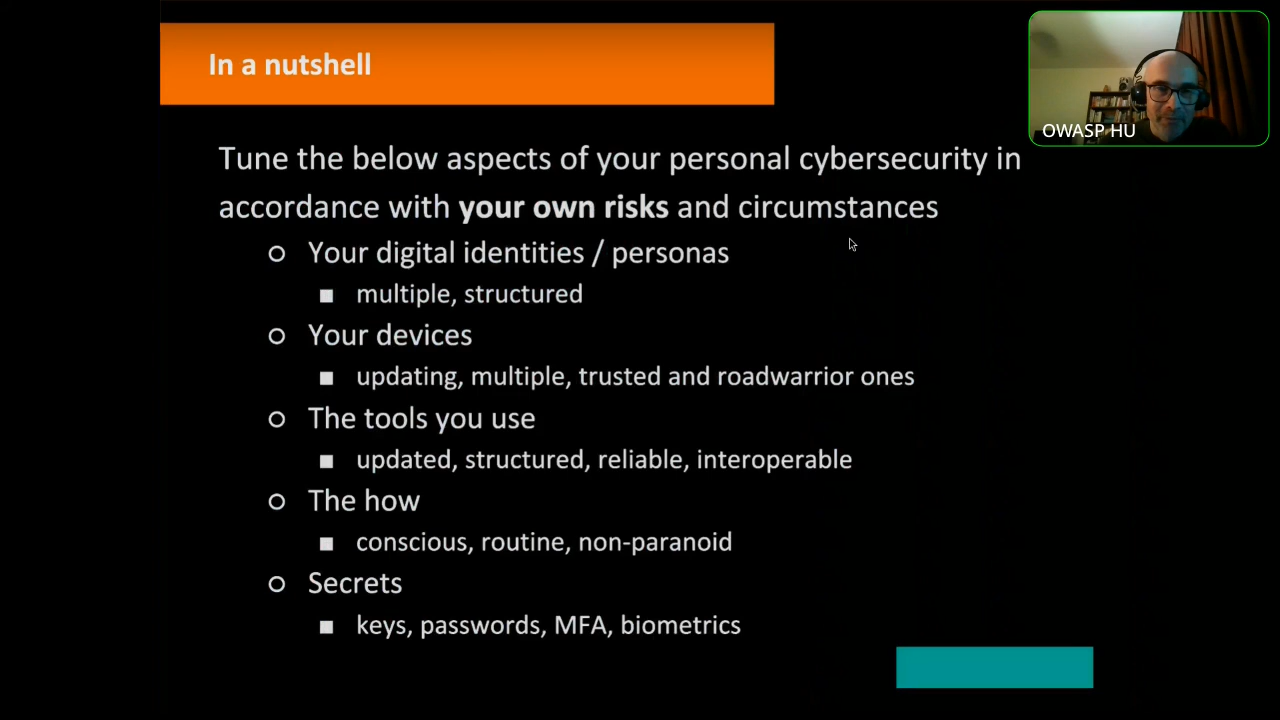 In a nutshell
OWASP HU
Tune the below aspects of your personal cybersecurity in
accordance with your own risks and circumstances
Your digital identities / personas
multiple, structured
Your devices
updating, multiple, trusted and roadwarrior ones
The tools you use
updated, structured, reliable, interoperable
The how
conscious, routine, non-paranoid
Secrets
keys, passwords, MFA, biometrics